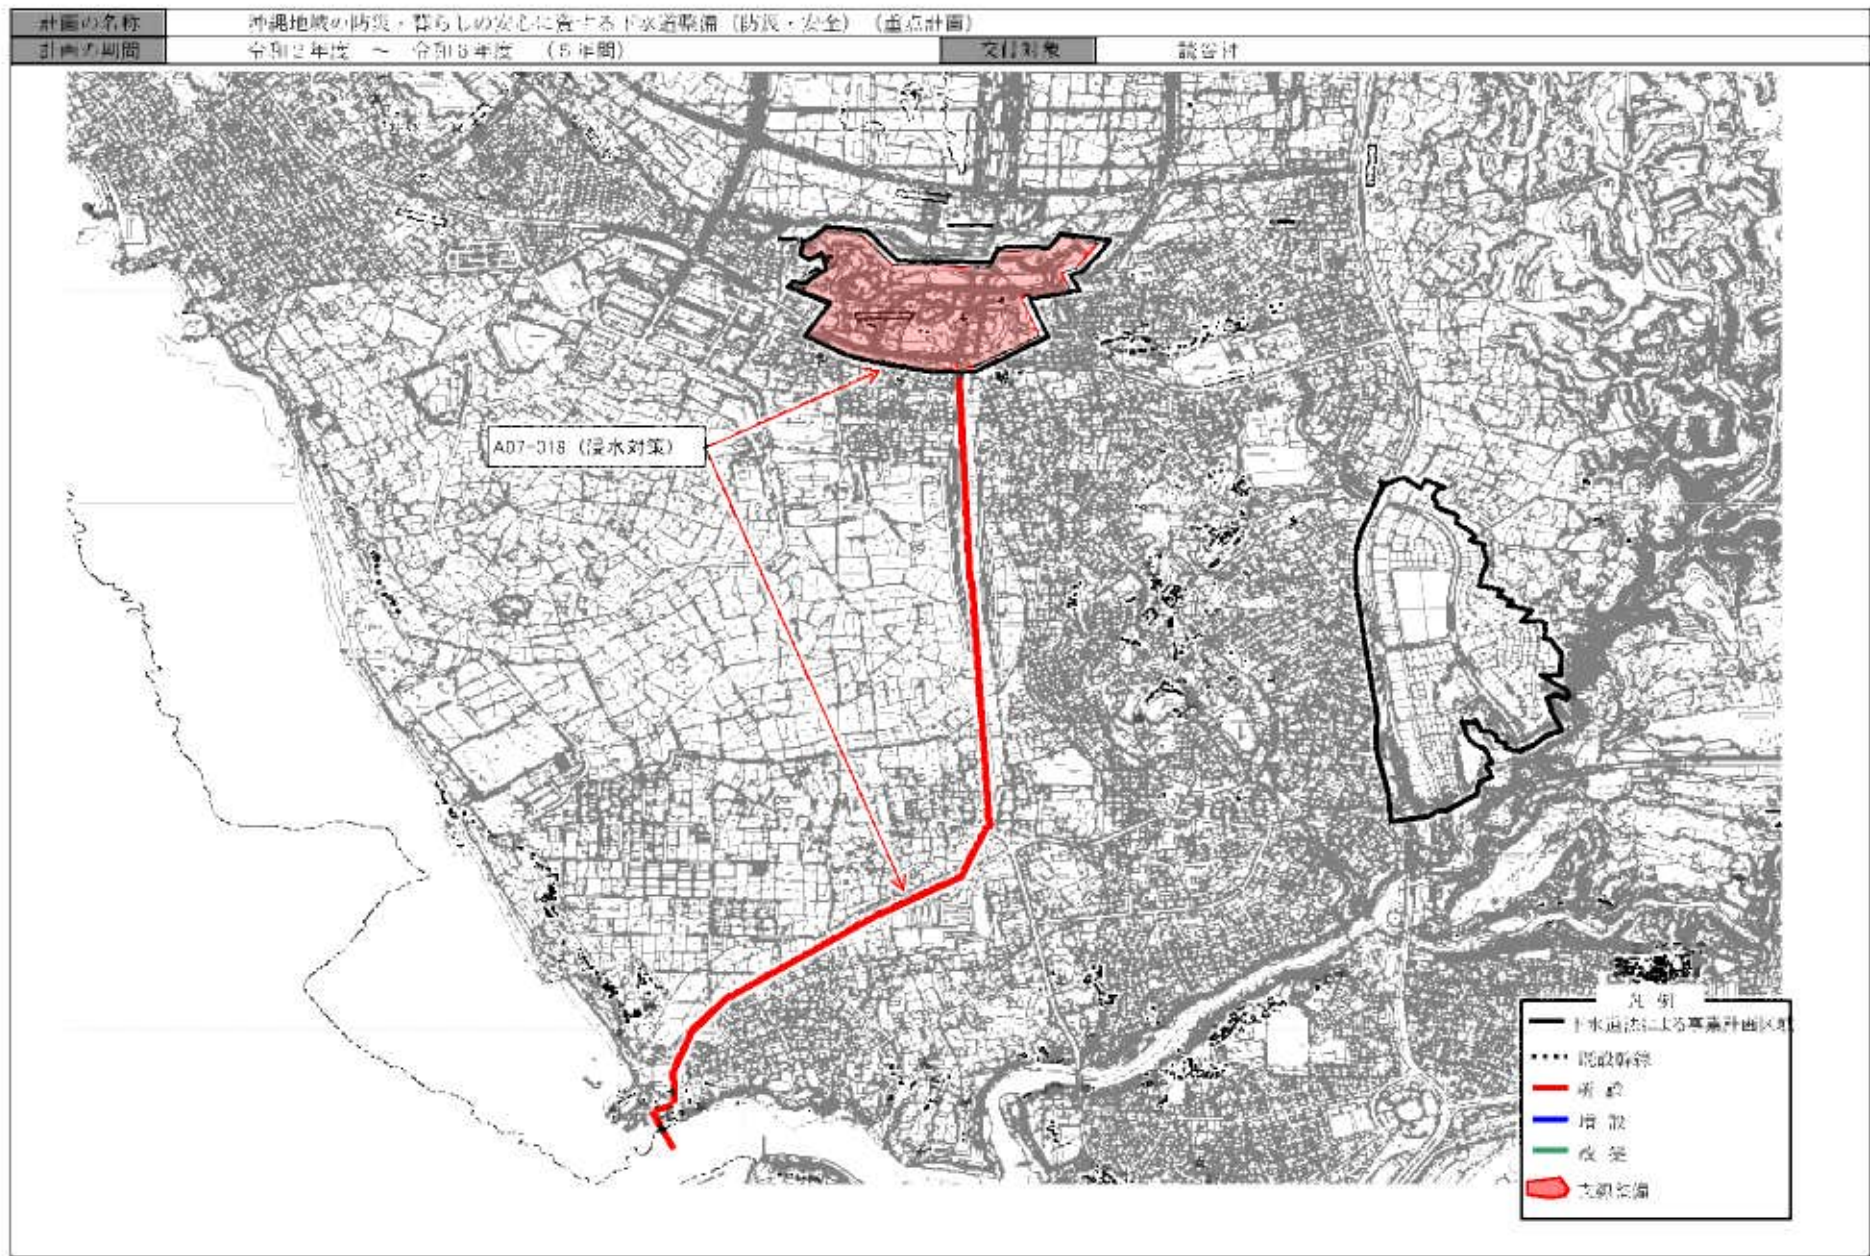 計画の名称 沖縄地域の防災・暮らしの安心に資する下水道整備（防災・安全）（重点計画）
計画の期間 令和2年度 ～ 令和6年度 （5年間） 交付対象 読谷村
A07-018（浸水対策）
凡 例
下水道法による事業計画区域
既設幹線
新 設
増 設
改 築
支線整備